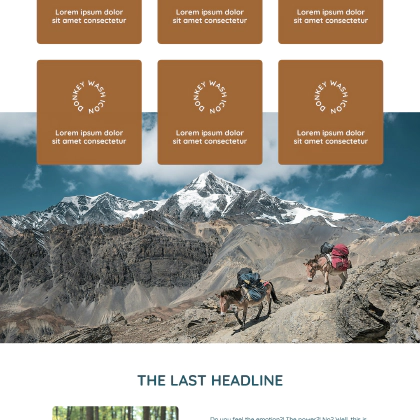 Lorem ipsum dolor
sit amet consectetur
Lorem ipsum dolor
sit amet consectetur
Lorem ipsum dolor
sit amet consectetur
DONKEY WASH ICON
Lorem ipsum dolor
sit amet consectetur
DONKEY WASH ICON
Lorem ipsum dolor
sit amet consectetur
DONKEY WASH ICON
Lorem ipsum dolor
sit amet consectetur
THE LAST HEADLINE
Do you feel the emotion?! The power?! No? Well, this is